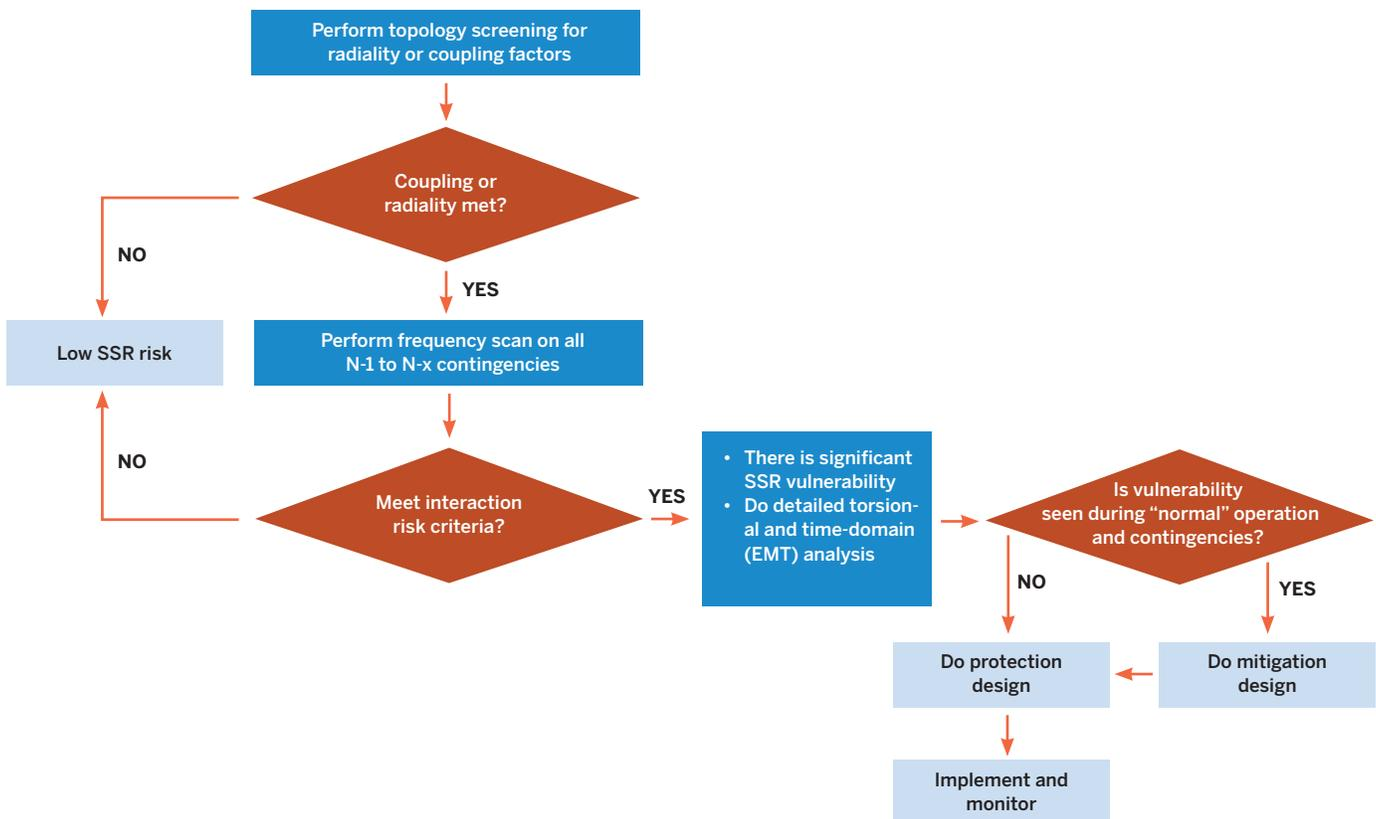 Perform topology screening for
radiality or coupling factors
Coupling or
radiality met?
NO
YES
Low SSR risk
Perform frequency scan on all
N-1 to N-x contingencies
NO
Meet interaction
risk criteria?
YES
• There is significant
SSR vulnerability
• Do detailed torsion-
al and time-domain
(EMT) analysis
Is vulnerability
seen during “normal” operation
and contingencies?
NO
YES
Do protection
design
Do mitigation
design
Implement and
monitor